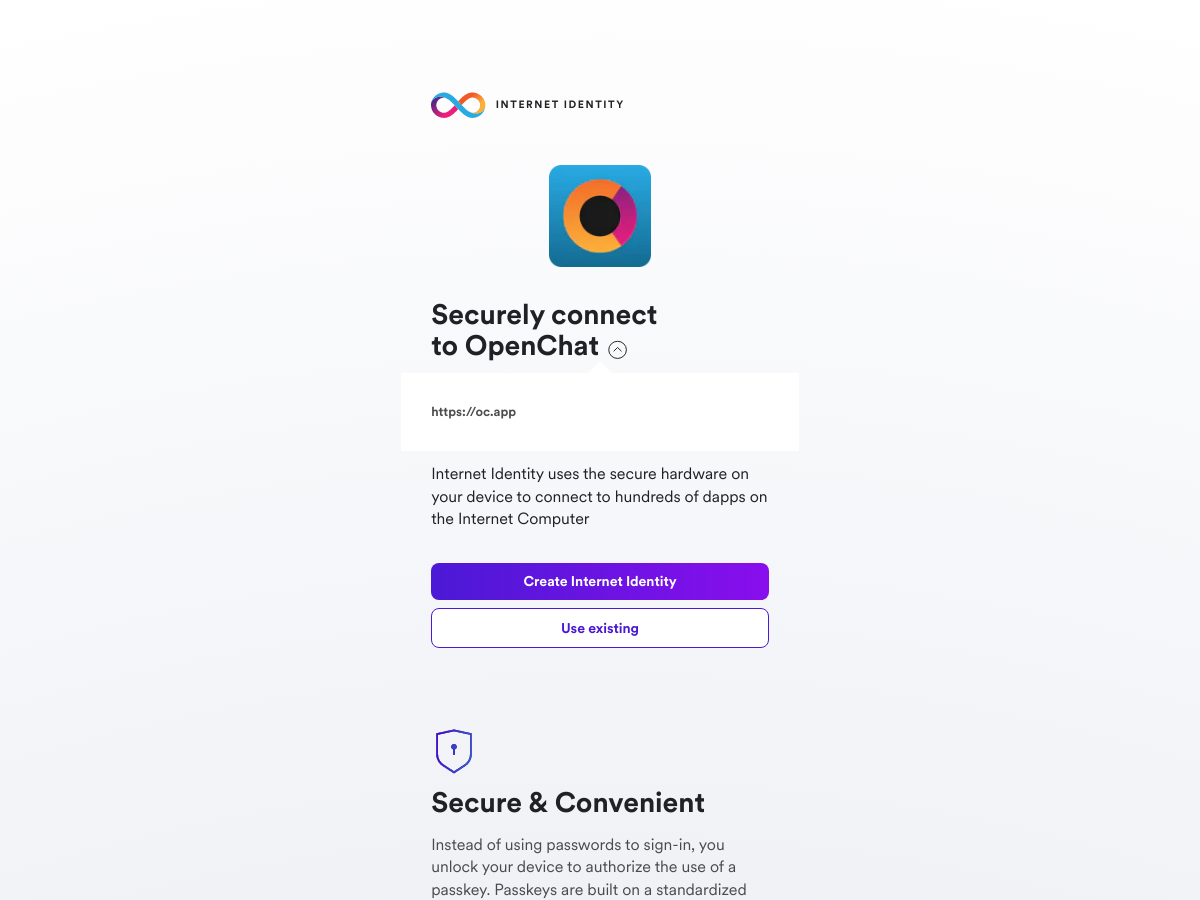 INTERNET IDENTITY
Securely connect
to OpenChat
https://oc.app
Internet Identity uses the secure hardware on
your device to connect to hundreds of dapps on
the Internet Computer
Create Internet Identity
Use existing
Secure & Convenient
Instead of using passwords to sign-in, you
unlock your device to authorize the use of a
passkey. Passkeys are built on a standardized